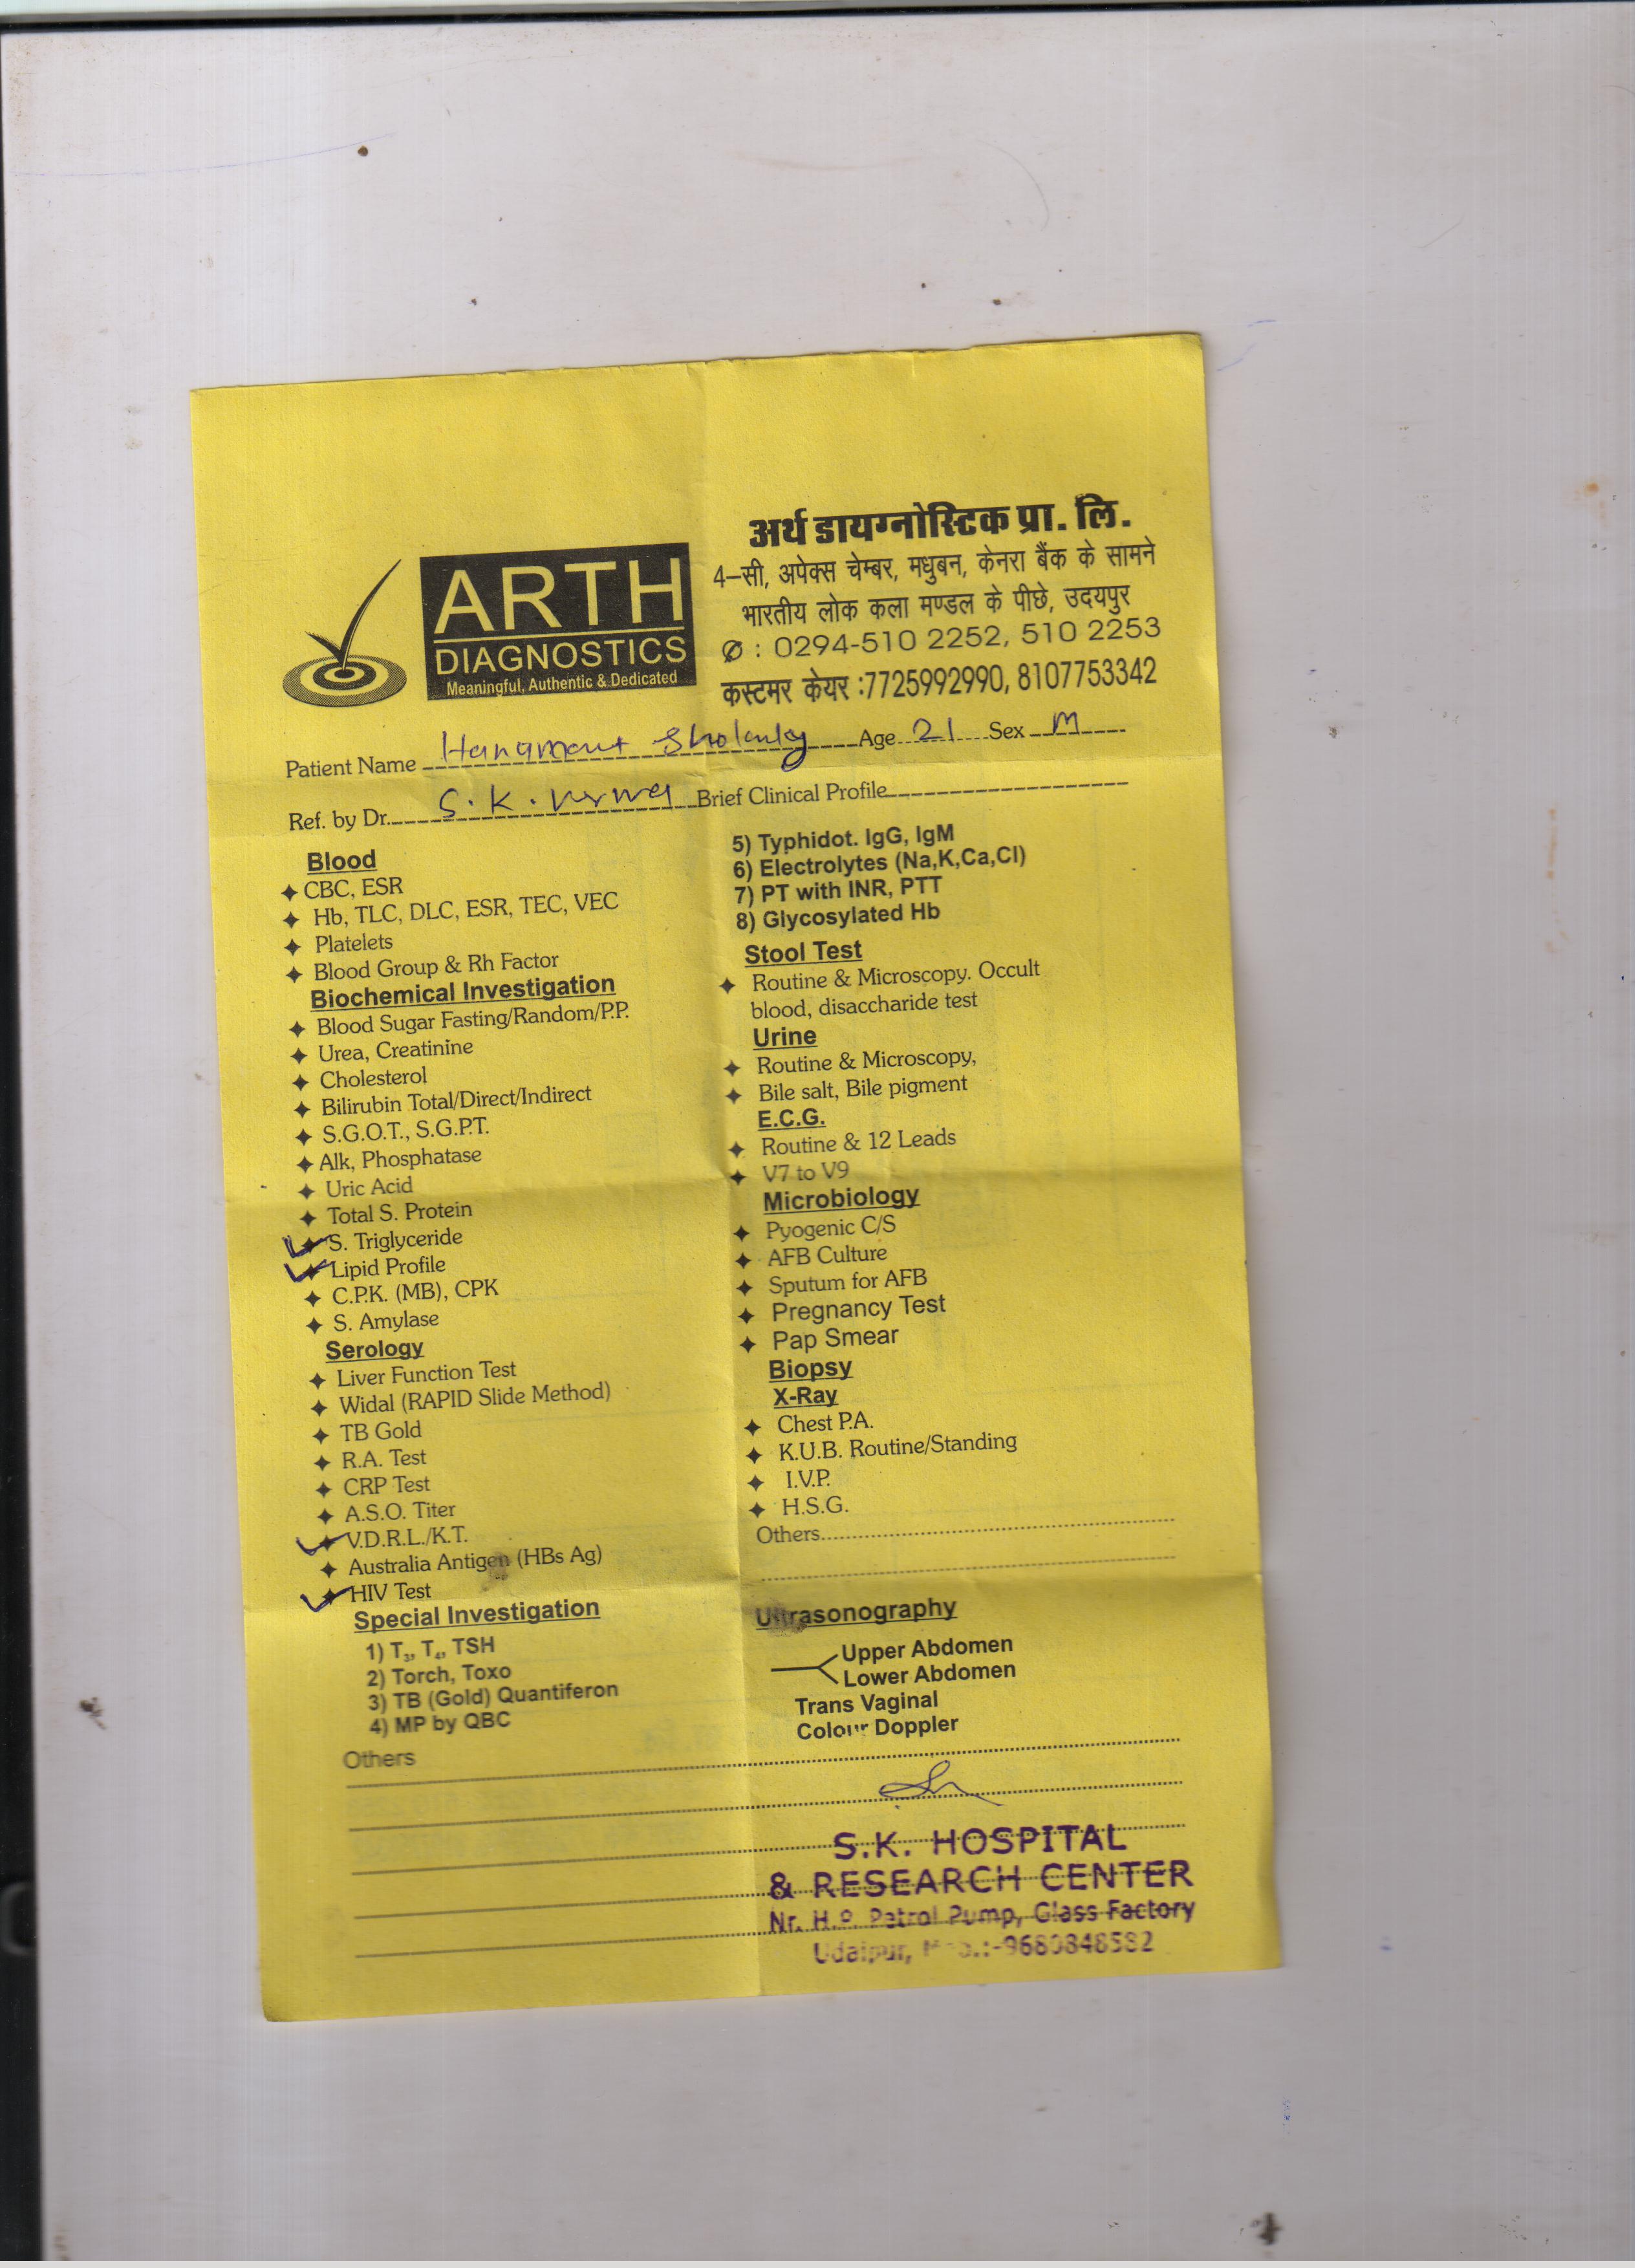 अर्थ डायग्नोस्टिक प्रा. लि.
4-सी, अपेक्स चेम्बर, मधुबन, केनरा बैंक के सामने
भारतीय लोक कला मण्डल के पीछे, उदयपुर
: 0294-510 2252, 510 2253
कस्टमर केयर :7725992990, 8107753342
ARTH
DIAGNOSTICS
Meaningful, Authentic & Dedicated
Patient Name Age 21 Sex M
Ref. by Dr. S. K. Brief Clinical Profile
Blood
CBC, ESR
Hb, TLC, DLC, ESR, TEC, VEC
Platelets
Blood Group & Rh Factor
Biochemical Investigation
Blood Sugar Fasting/Random/P.P.
Urea, Creatinine
Cholesterol
Bilirubin Total/Direct/Indirect
S.G.O.T., S.G.P.T.
Alk, Phosphatase
Uric Acid
Total S. Protein
S. Triglyceride
Lipid Profile
C.P.K. (MB), CPK
S. Amylase
Serology
Liver Function Test
Widal (RAPID Slide Method)
TB Gold
R.A. Test
CRP Test
A.S.O. Titer
V.D.R.L./K.T.
Australia Antigen (HBs Ag)
HIV Test
Special Investigation
1) T₃, T₄, TSH
2) Torch, Toxo
3) TB (Gold) Quantiferon
4) MP by QBC
Others
5) Typhidot. IgG, IgM
6) Electrolytes (Na,K,Ca,Cl)
7) PT with INR, PTT
8) Glycosylated Hb
Stool Test
Routine & Microscopy. Occult
blood, disaccharide test
Urine
Routine & Microscopy,
Bile salt, Bile pigment
E.C.G.
Routine & 12 Leads
V7 to V9
Microbiology
Pyogenic C/S
AFB Culture
Sputum for AFB
Pregnancy Test
Pap Smear
Biopsy
X-Ray
Chest P.A.
K.U.B. Routine/Standing
I.V.P.
H.S.G.
Others
Ultrasonography
Upper Abdomen
Lower Abdomen
Trans Vaginal
Colour Doppler
S.K. HOSPITAL
& RESEARCH CENTER
Nr. H.P. Petrol Pump, Glass Factory
Udaipur,